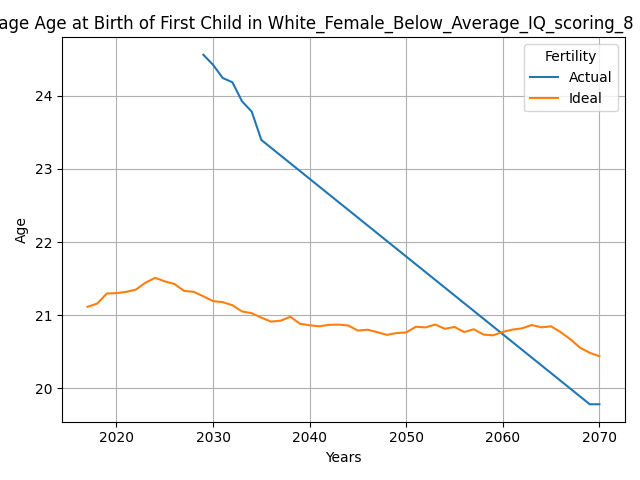 age Age at Birth of First Child in White_Female_Below_Average_IQ_scoring_8
Fertility
Actual
Ideal
24
23
22
21
20
Age
2020
2030
2040
2050
2060
2070
Years